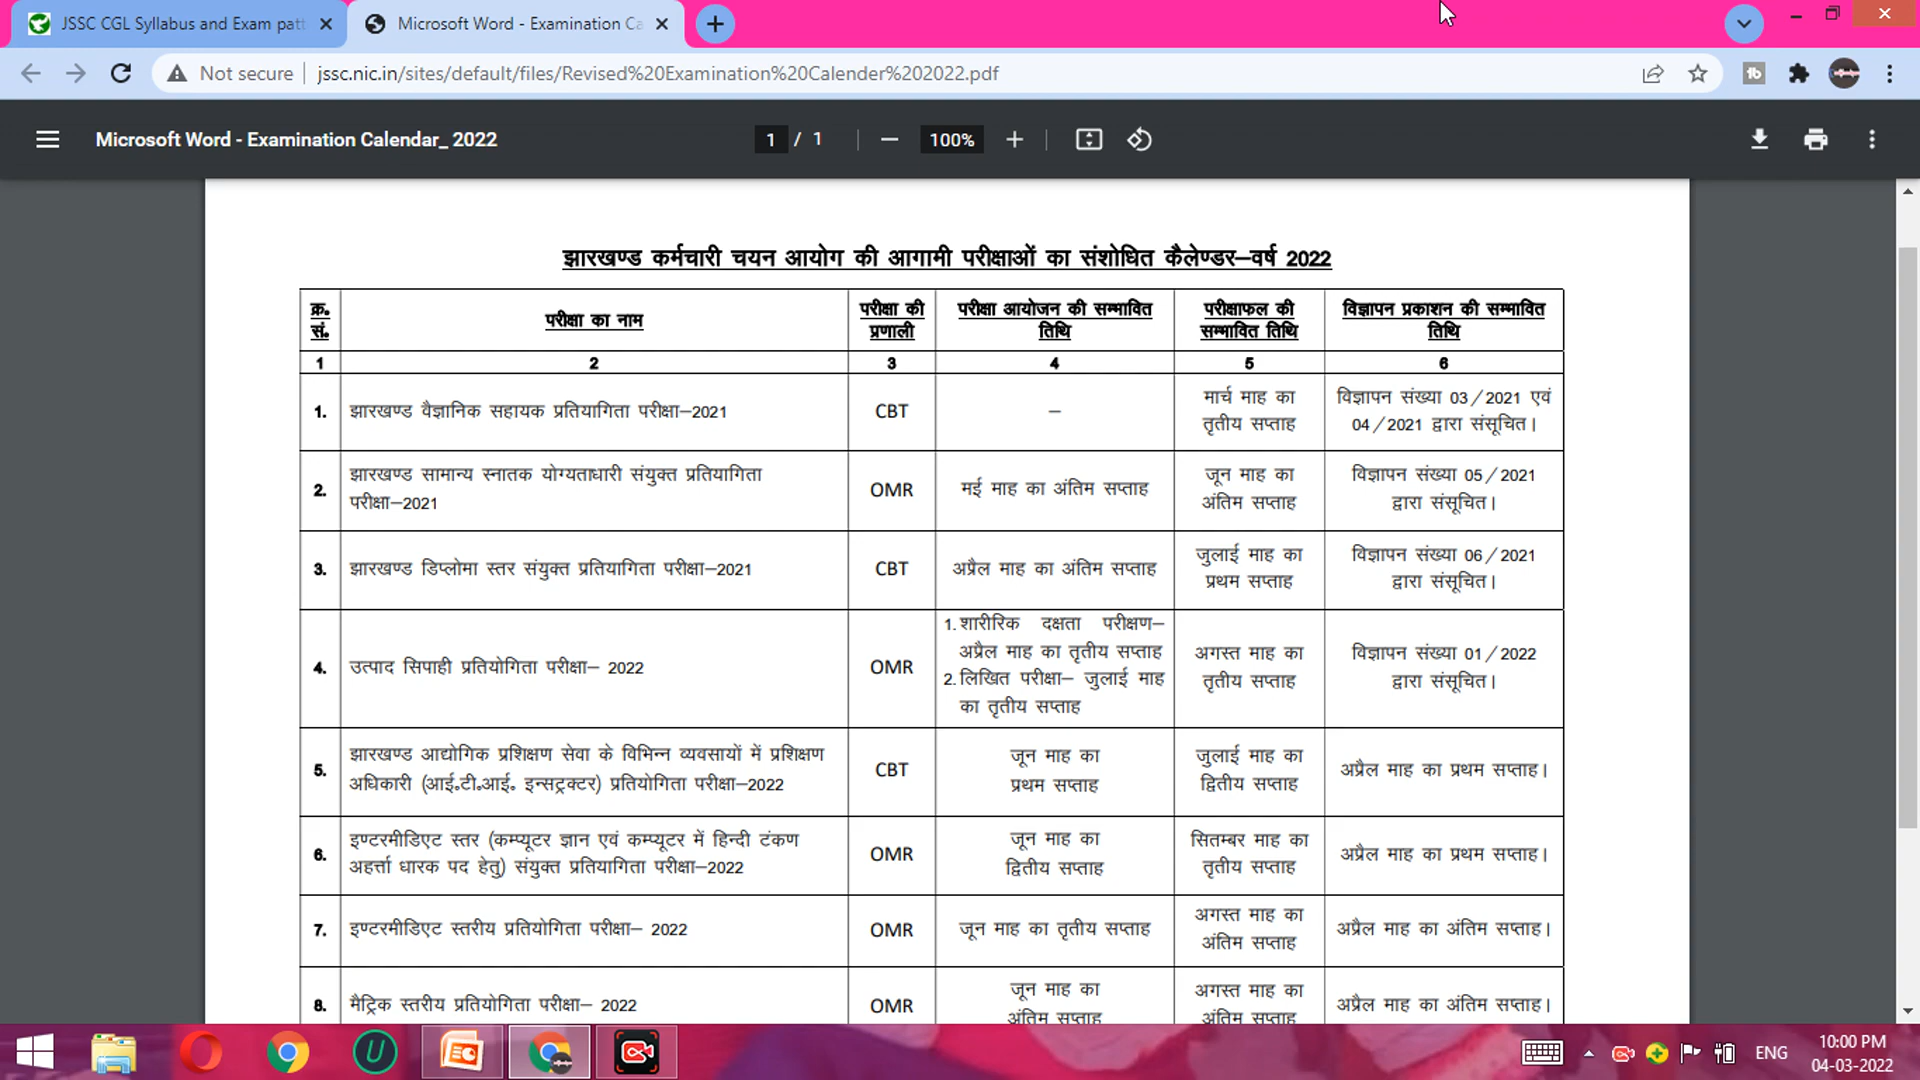 JSSC CGL Syllabus and Exam patt
Microsoft Word - Examination Ca
Not secure
jssc.nic.in/sites/default/files/Revised%20Examination%20Calender%202022.pdf
Microsoft Word - Examination Calendar_ 2022
1 / 1
100%
झारखण्ड कर्मचारी चयन आयोग की आगामी परीक्षाओं का संशोधित कैलेण्डर–वर्ष 2022
क्र॰ सं॰
परीक्षा का नाम
परीक्षा की प्रणाली
परीक्षा आयोजन की सम्भावित तिथि
परीक्षाफल की सम्भावित तिथि
विज्ञापन प्रकाशन की सम्भावित तिथि
1 2 3 4 5 6
1.
झारखण्ड वैज्ञानिक सहायक प्रतियागिता परीक्षा–2021
CBT
–
मार्च माह का
तृतीय सप्ताह
विज्ञापन संख्या 03/2021 एवं
04/2021 द्वारा संसूचित।
2.
झारखण्ड सामान्य स्नातक योग्यताधारी संयुक्त प्रतियागिता
परीक्षा–2021
OMR
मई माह का अंतिम सप्ताह
जून माह का
अंतिम सप्ताह
विज्ञापन संख्या 05/2021
द्वारा संसूचित।
3.
झारखण्ड डिप्लोमा स्तर संयुक्त प्रतियागिता परीक्षा–2021
CBT
अप्रैल माह का अंतिम सप्ताह
जुलाई माह का
प्रथम सप्ताह
विज्ञापन संख्या 06/2021
द्वारा संसूचित।
4.
उत्पाद सिपाही प्रतियोगिता परीक्षा– 2022
OMR
1. शारीरिक दक्षता परीक्षण–
अप्रैल माह का तृतीय सप्ताह
2. लिखित परीक्षा– जुलाई माह
का तृतीय सप्ताह
अगस्त माह का
तृतीय सप्ताह
विज्ञापन संख्या 01/2022
द्वारा संसूचित।
5.
झारखण्ड आद्योगिक प्रशिक्षण सेवा के विभिन्न व्यवसायों में प्रशिक्षण
अधिकारी (आई॰टी॰आई॰ इन्सट्रक्टर) प्रतियोगिता परीक्षा–2022
CBT
जून माह का
प्रथम सप्ताह
जुलाई माह का
द्वितीय सप्ताह
अप्रैल माह का प्रथम सप्ताह।
6.
इण्टरमीडिएट स्तर (कम्प्यूटर ज्ञान एवं कम्प्यूटर में हिन्दी टंकण
अहर्त्ता धारक पद हेतु) संयुक्त प्रतियागिता परीक्षा–2022
OMR
जून माह का
द्वितीय सप्ताह
सितम्बर माह का
तृतीय सप्ताह
अप्रैल माह का प्रथम सप्ताह।
7.
इण्टरमीडिएट स्तरीय प्रतियोगिता परीक्षा– 2022
OMR
जून माह का तृतीय सप्ताह
अगस्त माह का
अंतिम सप्ताह
अप्रैल माह का अंतिम सप्ताह।
8.
मैट्रिक स्तरीय प्रतियोगिता परीक्षा– 2022
OMR
जून माह का
अंतिम सप्ताह
अगस्त माह का
अंतिम सप्ताह
अप्रैल माह का अंतिम सप्ताह।
ENG
10:00 PM
04-03-2022